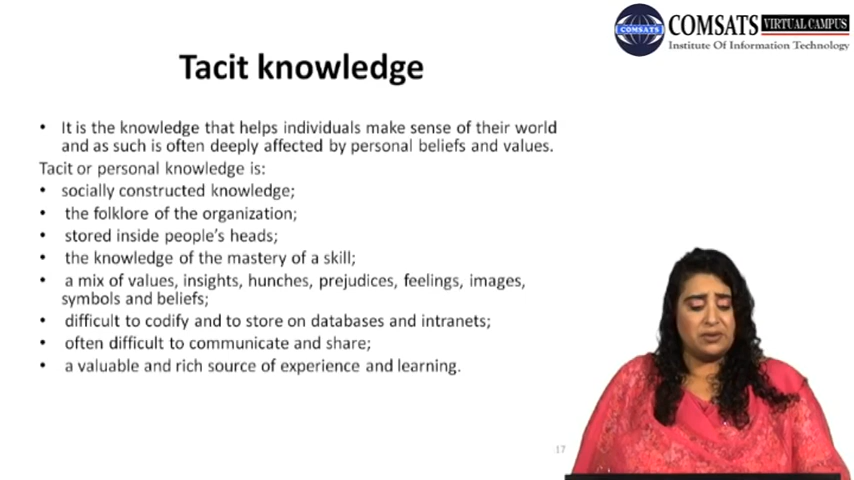 COMSATS VIRTUAL CAMPUS
Institute Of Information Technology
COMSATS
Tacit knowledge
• It is the knowledge that helps individuals make sense of their world
and as such is often deeply affected by personal beliefs and values.
Tacit or personal knowledge is:
• socially constructed knowledge;
• the folklore of the organization;
• stored inside people's heads;
• the knowledge of the mastery of a skill;
• a mix of values, insights, hunches, prejudices, feelings, images,
symbols and beliefs;
• difficult to codify and to store on databases and intranets;
• often difficult to communicate and share;
• a valuable and rich source of experience and learning.
17